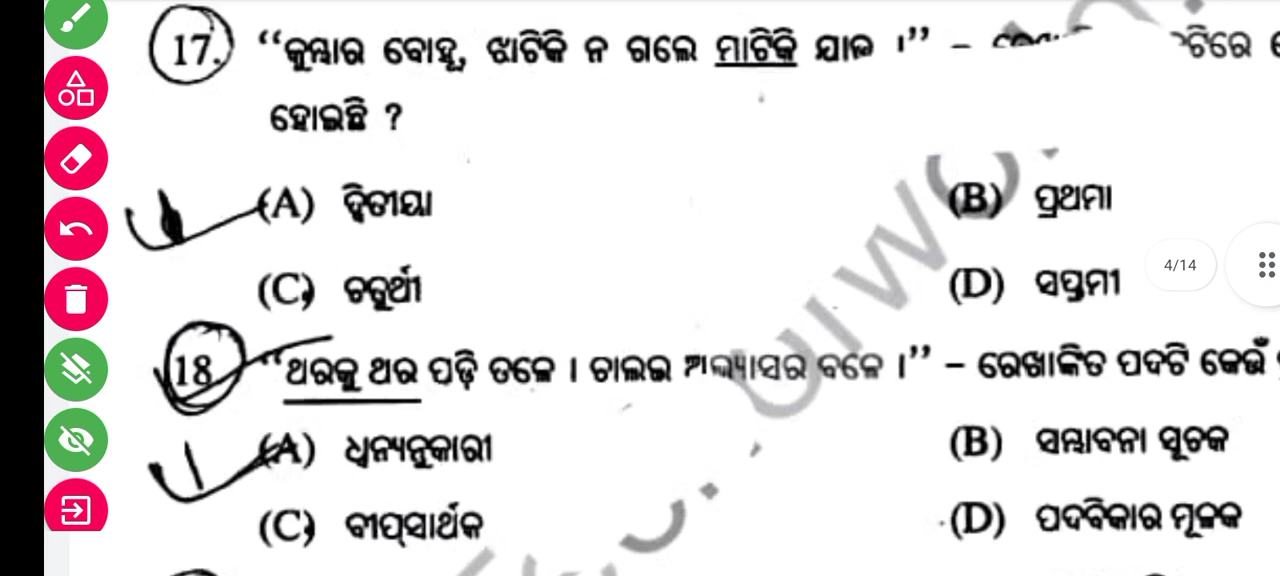 17. “କୁମ୍ଭାର ବୋହୂ, ଝାଟିକି ନ ଗଲେ ମାଟିକି ଯାଉ ।” –
ହୋଇଛି ?
(A) ଦ୍ୱିତୀୟା (B) ପ୍ରଥମା
(C) ଚତୁର୍ଥୀ (D) ସପ୍ତମୀ
4/14
18 “ଥରକୁ ଥର ପଡ଼ି ତଳେ । ଚାଲଇ ଅଭ୍ୟାସର ବଳେ ।” – ରେଖାଙ୍କିତ ପଦଟି କେଉଁ
(A) ଧ୍ୱନ୍ୟନୁକାରୀ (B) ସମ୍ଭାବନା ସୂଚକ
(C) ବୀପ୍‌ସାର୍ଥକ (D) ପଦବିକାର ମୂଳକ